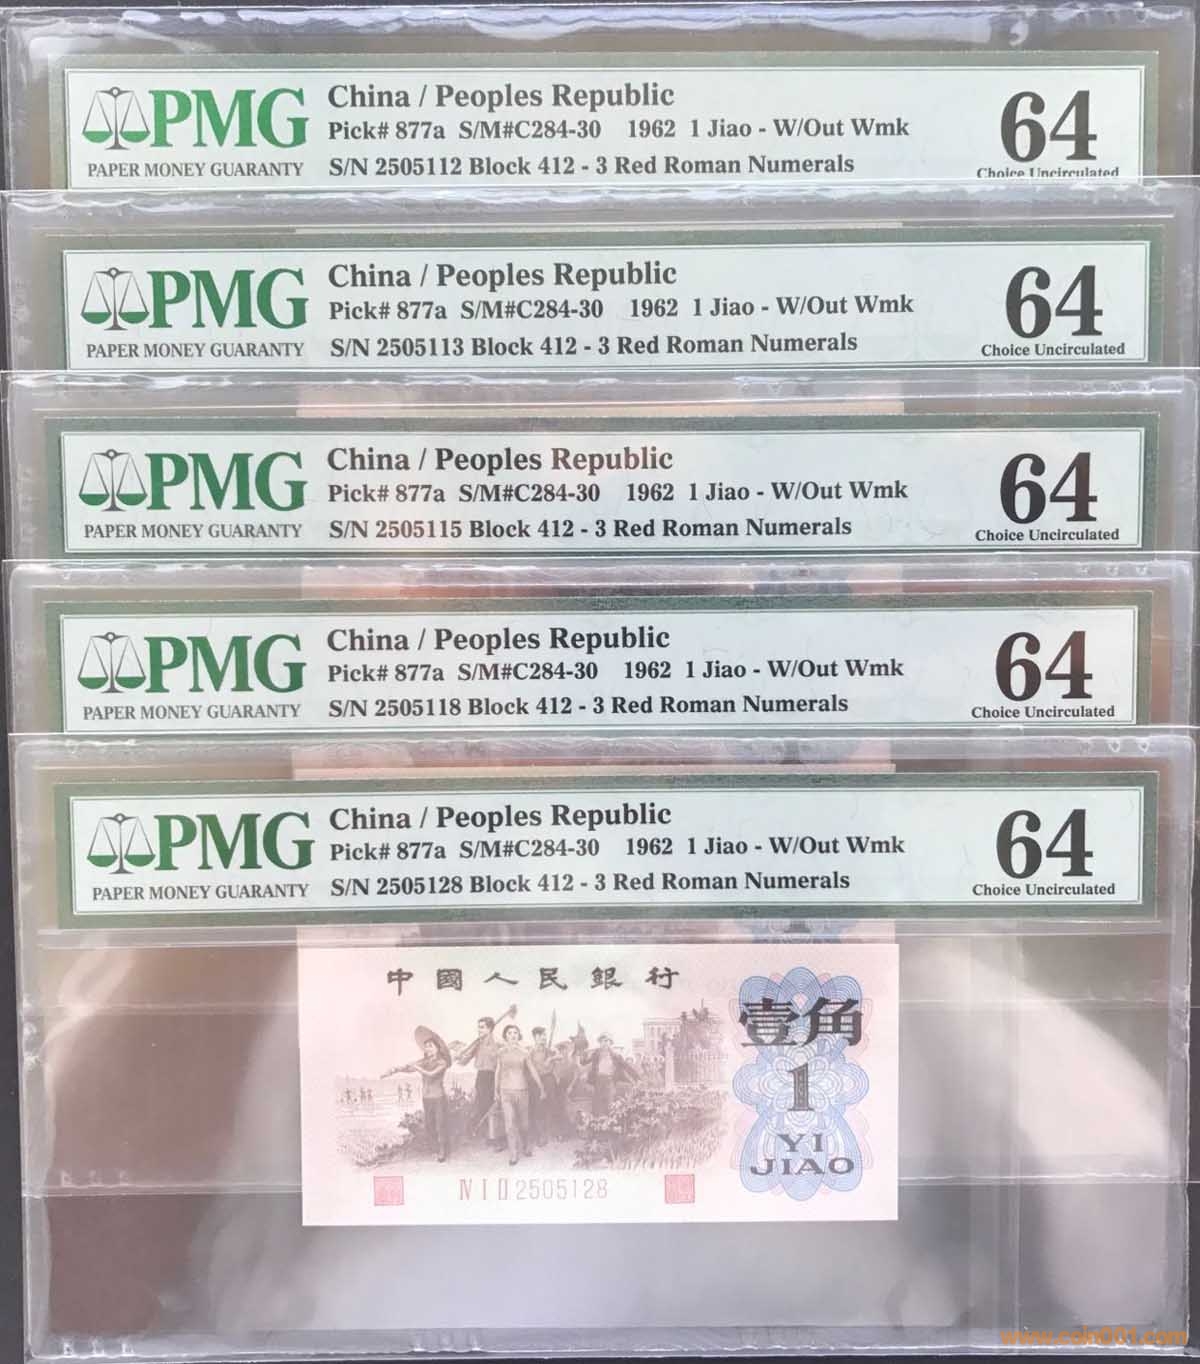 PMG
PAPER MONEY GUARANTY
China / Peoples Republic
Pick# 877a S/M#C284-30 1962 1 Jiao - W/Out Wmk
S/N 2505112 Block 412 - 3 Red Roman Numerals
64
Choice Uncirculated
PMG
PAPER MONEY GUARANTY
China / Peoples Republic
Pick# 877a S/M#C284-30 1962 1 Jiao - W/Out Wmk
S/N 2505113 Block 412 - 3 Red Roman Numerals
64
Choice Uncirculated
PMG
PAPER MONEY GUARANTY
China / Peoples Republic
Pick# 877a S/M#C284-30 1962 1 Jiao - W/Out Wmk
S/N 2505115 Block 412 - 3 Red Roman Numerals
64
Choice Uncirculated
PMG
PAPER MONEY GUARANTY
China / Peoples Republic
Pick# 877a S/M#C284-30 1962 1 Jiao - W/Out Wmk
S/N 2505118 Block 412 - 3 Red Roman Numerals
64
Choice Uncirculated
PMG
PAPER MONEY GUARANTY
China / Peoples Republic
Pick# 877a S/M#C284-30 1962 1 Jiao - W/Out Wmk
S/N 2505128 Block 412 - 3 Red Roman Numerals
64
Choice Uncirculated
中國人民銀行
壹角
1
YI
JIAO
IV I II 2505128
www.coin001.com